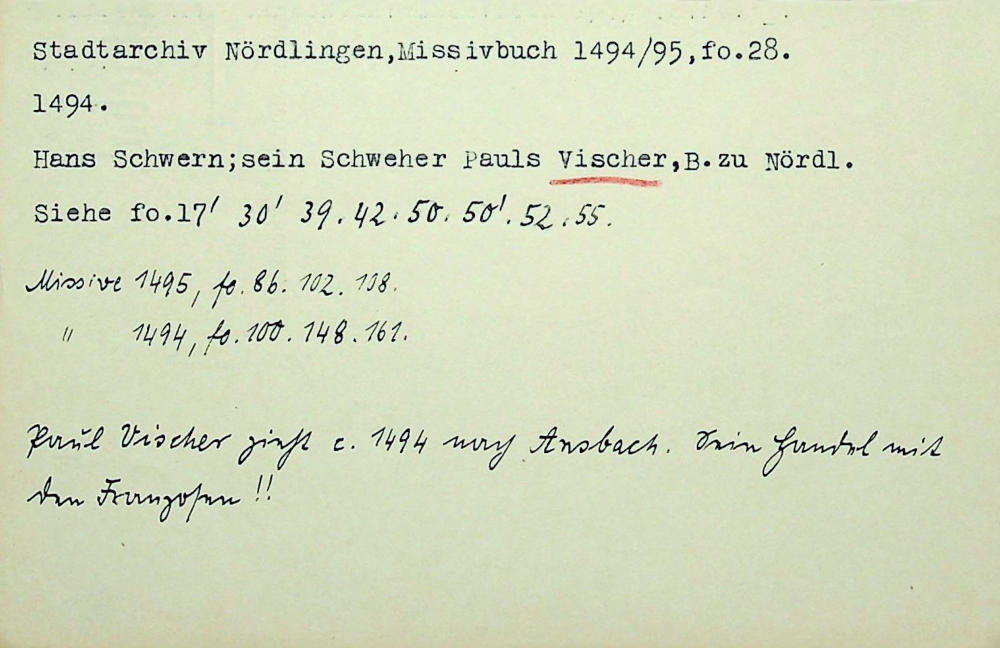 Stadtarchiv Nördlingen,Missivbuch 1494/95,fo.28.
1494.
Hans Schwern;sein Schweher Pauls Vischer,B.zu Nördl.
Siehe fo.17' 30' 39. 42. 50. 50'. 52. 55.
Missive 1495, fo. 86. 102. 138.
" 1494, fo. 100. 148. 161.
Paul Vischer zieht c. 1494 nach Ansbach. Sein Handel mit
den Franzosen!!